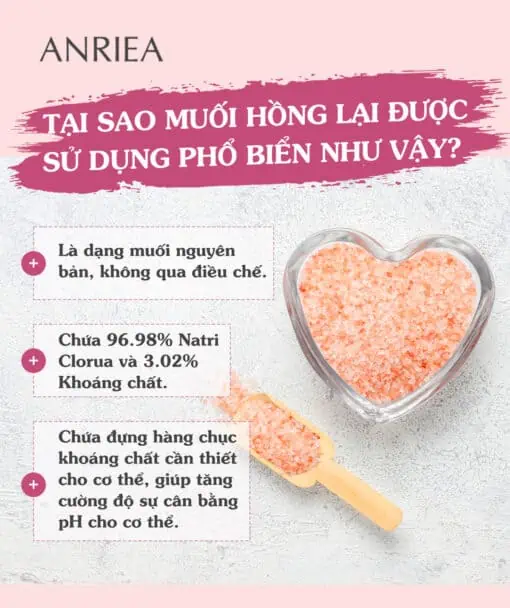 ANRIEA
TẠI SAO MUỐI HỒNG LẠI ĐƯỢC
SỬ DỤNG PHỔ BIẾN NHƯ VẬY?
Là dạng muối nguyên
bản, không qua điều chế.
Chứa 96.98% Natri
Clorua và 3.02%
Khoáng chất.
Chứa đựng hàng chục
khoáng chất cần thiết
cho cơ thể, giúp tăng
cường độ sự cân bằng
pH cho cơ thể.